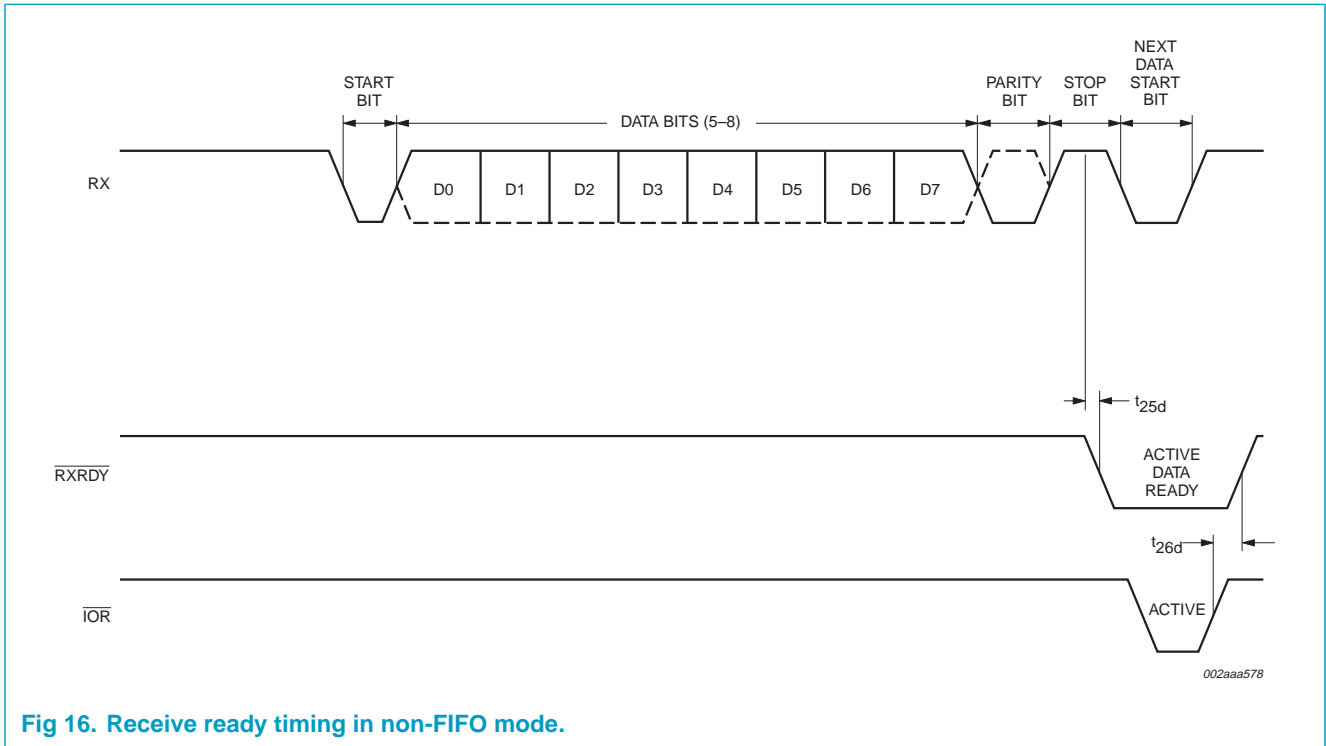 NEXT
DATA
START
BIT
START
BIT
PARITY
BIT
STOP
BIT
DATA BITS (5–8)
RX
D0 D1 D2 D3 D4 D5 D6 D7
t25d
RXRDY
ACTIVE
DATA
READY
t26d
IOR
ACTIVE
002aaa578
Fig 16. Receive ready timing in non-FIFO mode.